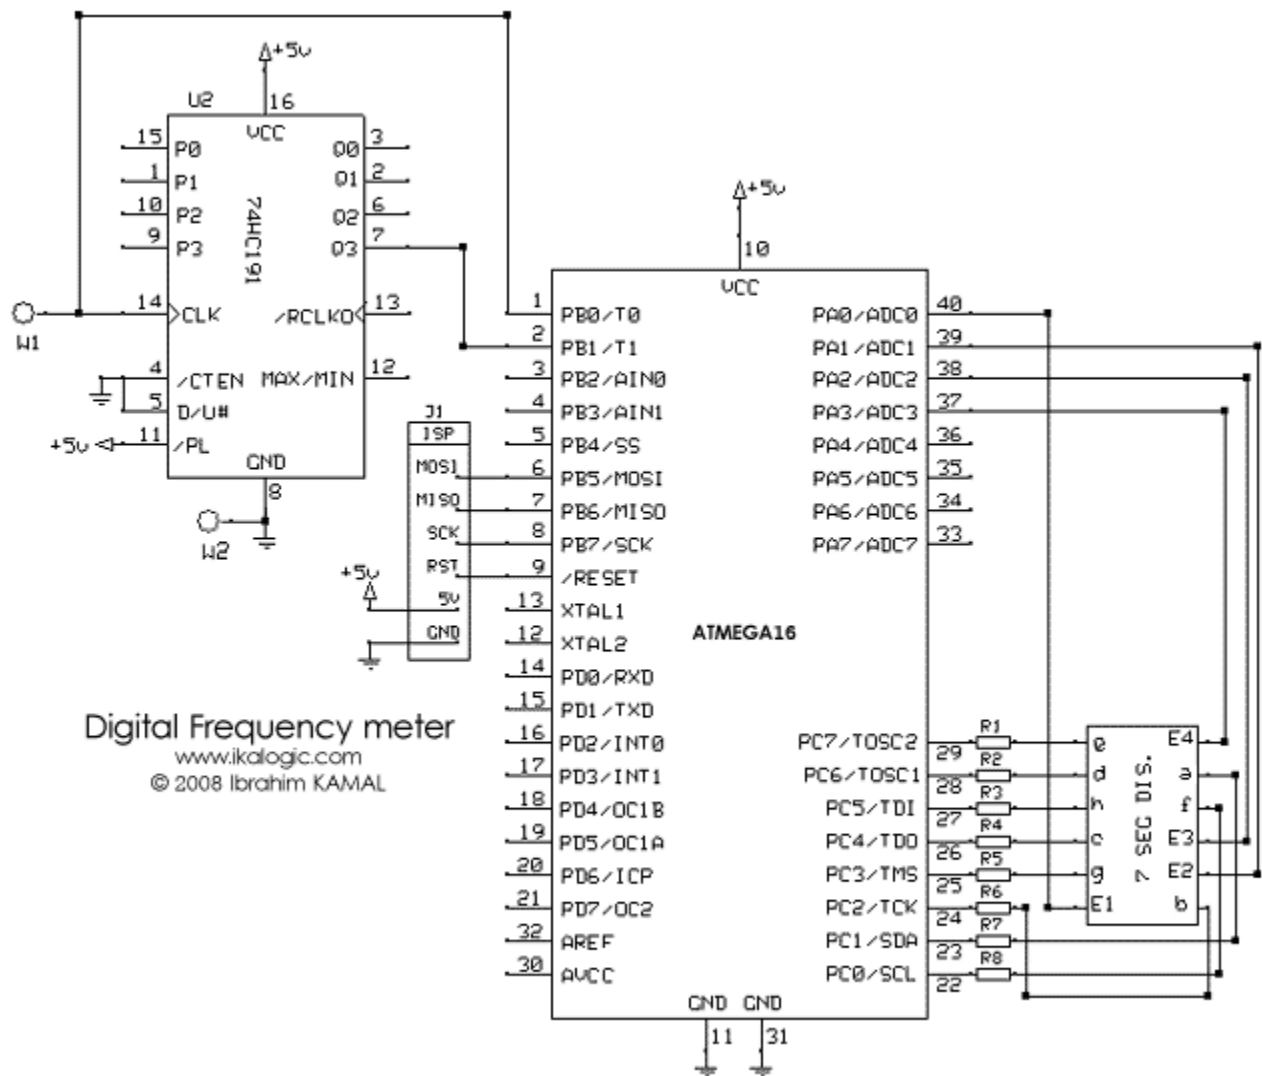 +5v
U2
16
VCC
15 P0
Q0 3
1 P1
Q1 2
10 P2
Q2 6
9 P3
Q3 7
74HC191
14 CLK
/RCLKO 13
W1
4 /CTEN
MAX/MIN 12
5 D/U#
+5v 11 /PL
GND
8
W2
J1
ISP
MOSI
MISO
SCK
RST
+5v
5V
GND
+5v
10
VCC
1 PB0/T0
PA0/ADC0 40
2 PB1/T1
PA1/ADC1 39
3 PB2/AIN0
PA2/ADC2 38
4 PB3/AIN1
PA3/ADC3 37
5 PB4/SS
PA4/ADC4 36
6 PB5/MOSI
PA5/ADC5 35
7 PB6/MISO
PA6/ADC6 34
8 PB7/SCK
PA7/ADC7 33
9 /RESET
13 XTAL1
12 XTAL2
ATMEGA16
14 PD0/RXD
15 PD1/TXD
16 PD2/INT0
PC7/TOSC2 29 R1
17 PD3/INT1
PC6/TOSC1 28 R2
18 PD4/OC1B
PC5/TDI 27 R3
19 PD5/OC1A
PC4/TDO 26 R4
20 PD6/ICP
PC3/TMS 25 R5
21 PD7/OC2
PC2/TCK 24 R6
32 AREF
PC1/SDA 23 R7
30 AVCC
PC0/SCL 22 R8
GND GND
11 31
e E4
d a
h f
c E3
g E2
E1 b
7 SEG DIS.
Digital Frequency meter
www.ikalogic.com
© 2008 Ibrahim KAMAL